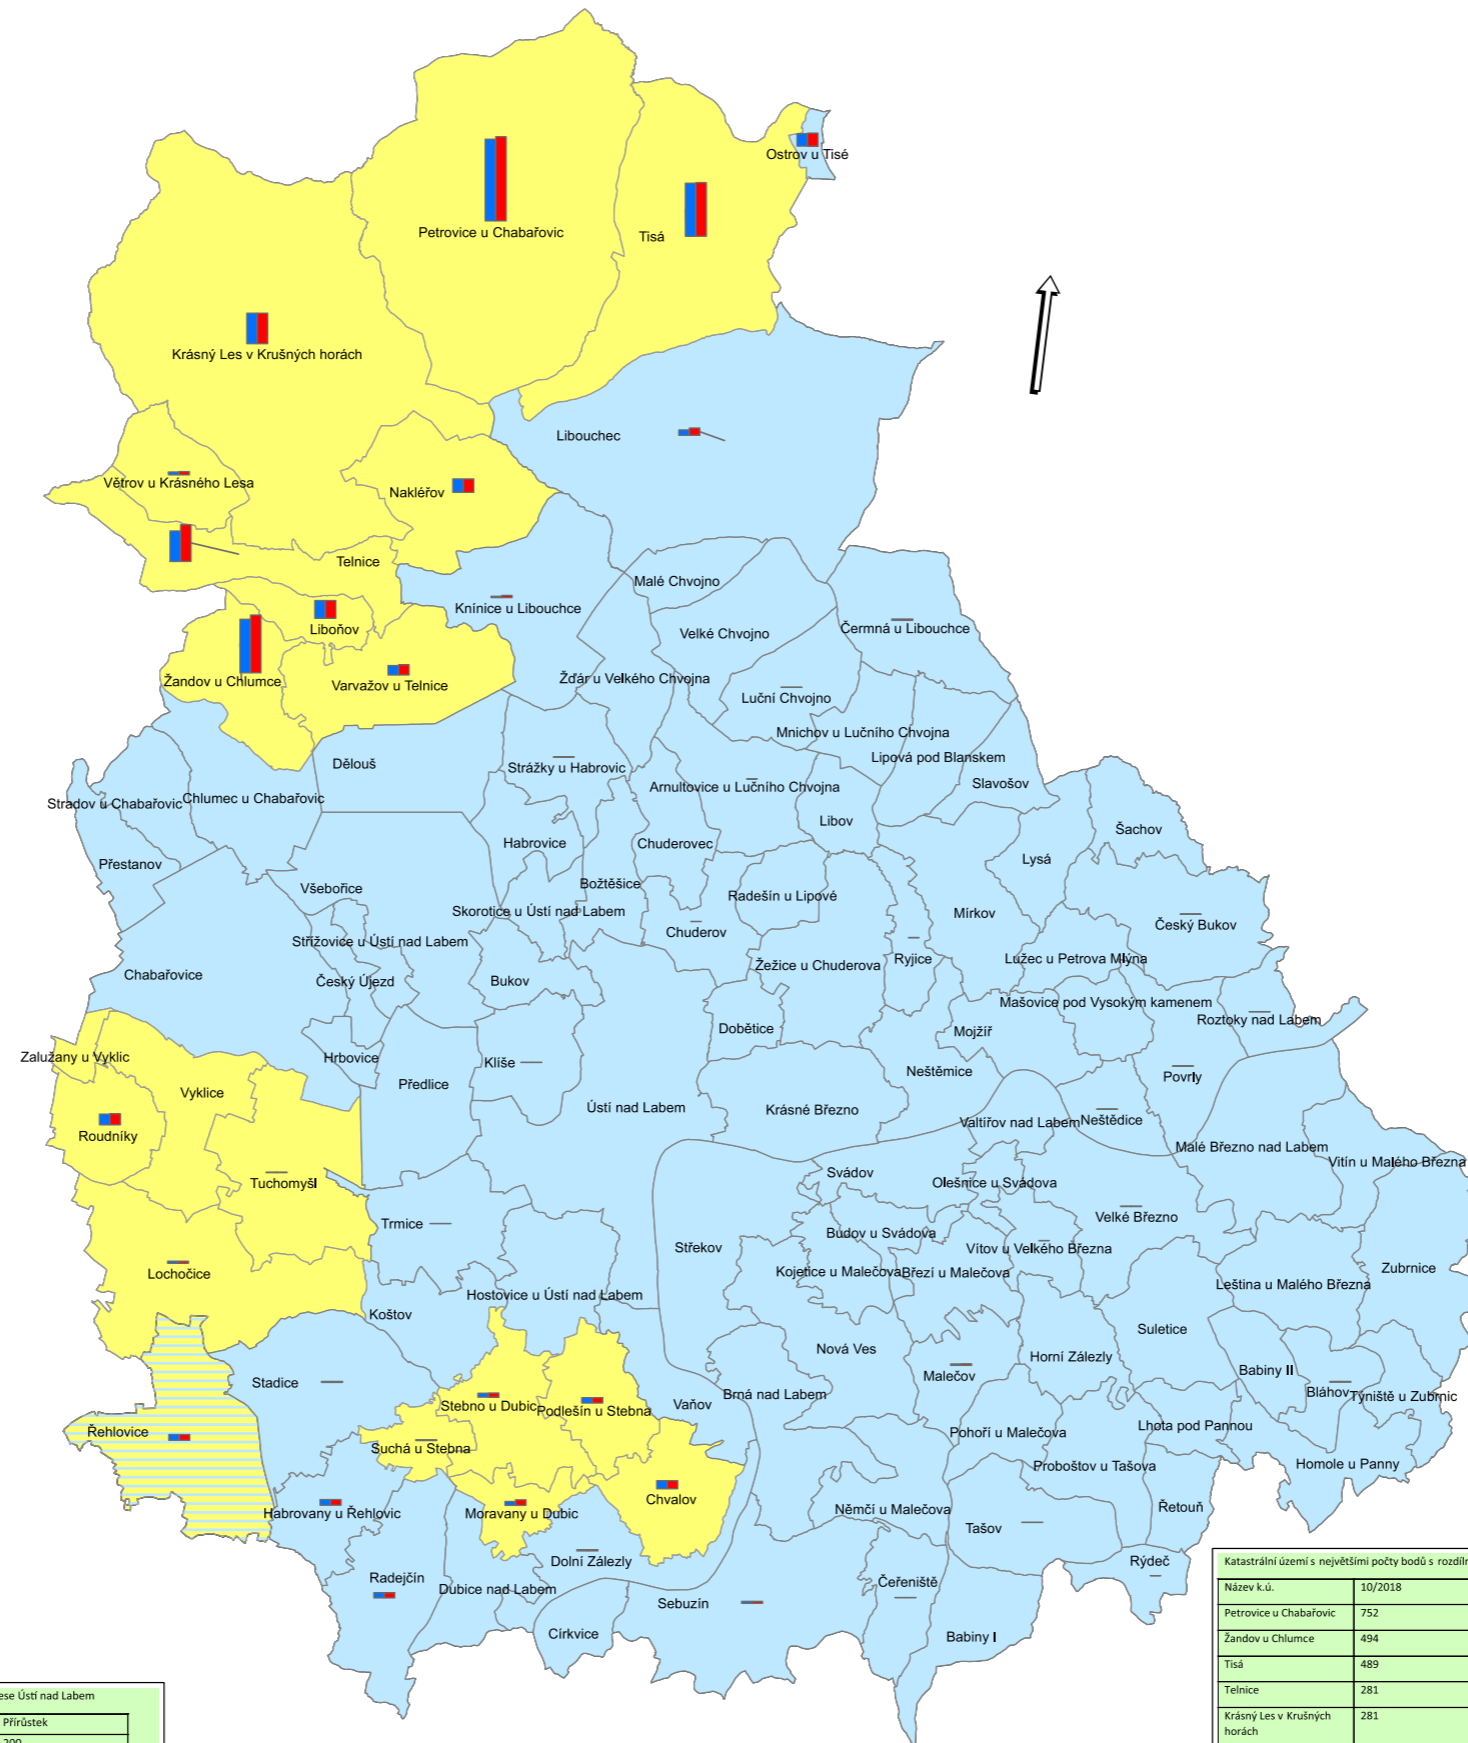 Ostrov u Tisé
Petrovice u Chabařovic
Tisá
Krásný Les v Krušných horách
Libouchec
Větrov u Krásného Lesa
Nakléřov
Telnice
Malé Chvojno
Knínice u Libouchce
Liboňov
Velké Chvojno
Čermná u Libouchce
Žandov u Chlumce
Varvažov u Telnice
Žďár u Velkého Chvojna
Luční Chvojno
Mnichov u Lučního Chvojna
Dělouš
Strážky u Habrovic
Lipová pod Blanskem
Arnultovice u Lučního Chvojna
Slavošov
Stradov u Chabařovic
Chlumec u Chabařovic
Libov
Šachov
Habrovice
Chuderovec
Přestanov
Lysá
Všebořice
Božtěšice
Radešín u Lipové
Skorotice u Ústí nad Labem
Mírkov
Český Bukov
Chuderov
Střížovice u Ústí nad Labem
Ryjice
Lužec u Petrova Mlýna
Žežice u Chuderova
Chabařovice
Český Újezd
Bukov
Mašovice pod Vysokým kamenem
Roztoky nad Labem
Dobětice
Mojžíř
Zalužany u Vyklic
Hrbovice
Klíše
Předlice
Neštěmice
Povrly
Vyklice
Ústí nad Labem
Krásné Březno
Roudníky
Valtířov nad Labem
Neštědice
Malé Březno nad Labem
Vitín u Malého Března
Tuchomyšl
Svádov
Olešnice u Svádova
Trmice
Velké Březno
Budov u Svádova
Střekov
Vítov u Velkého Března
Lochočice
Kojetice u Malečova
Březí u Malečova
Zubrnice
Leština u Malého Března
Hostovice u Ústí nad Labem
Koštov
Suletice
Nová Ves
Horní Zálezly
Stadice
Malečov
Babiny II
Bláhov
Týniště u Zubrnic
Brná nad Labem
Stebno u Dubic
Podlešín u Stebna
Vaňov
Řehlovice
Lhota pod Pannou
Pohoří u Malečova
Suchá u Stebna
Proboštov u Tašova
Homole u Panny
Chvalov
Řetouň
Habrovany u Řehlovic
Moravany u Dubic
Němčí u Malečova
Tašov
Dolní Zálezly
Rýdeč
Radejčín
Dubice nad Labem
Čeřeniště
Sebuzín
Církvice
Babiny I
Katastrální území s největšími počty bodů s
Název k.ú. 10/2018
Petrovice u Chabařovic 752
Žandov u Chlumce 494
Tisá 489
Telnice 281
Krásný Les v Krušných 281
horách
Ústí nad Labem
Přírůstek